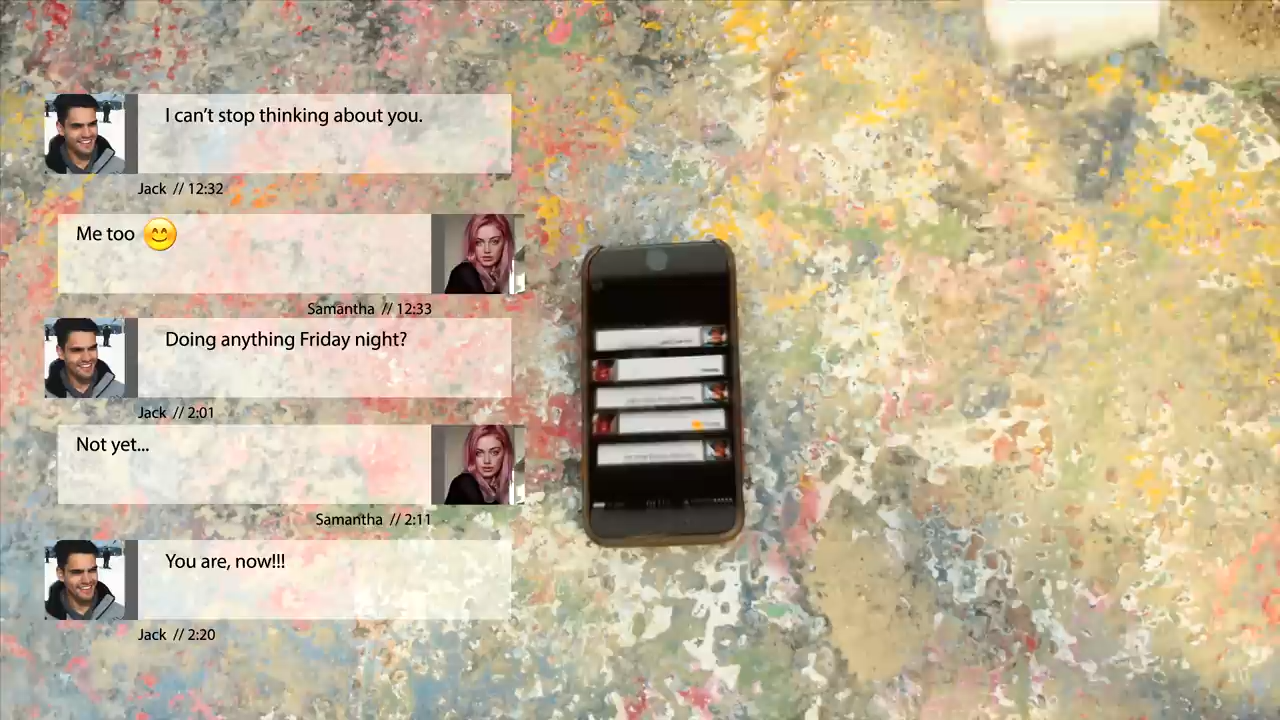 I can't stop thinking about you.
Jack // 12:32
Me too 😊
Samantha // 12:33
Doing anything Friday night?
Jack // 2:01
Not yet...
Samantha // 2:11
You are, now!!!
Jack // 2:20